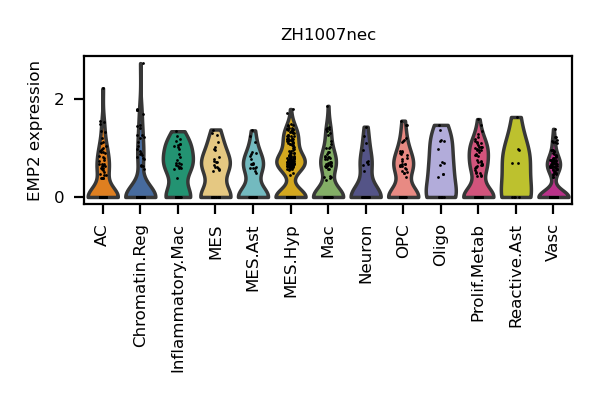 ZH1007nec
EMP2 expression
2
0
AC
Chromatin.Reg
Inflammatory.Mac
MES
MES.Ast
MES.Hyp
Mac
Neuron
OPC
Oligo
Prolif.Metab
Reactive.Ast
Vasc